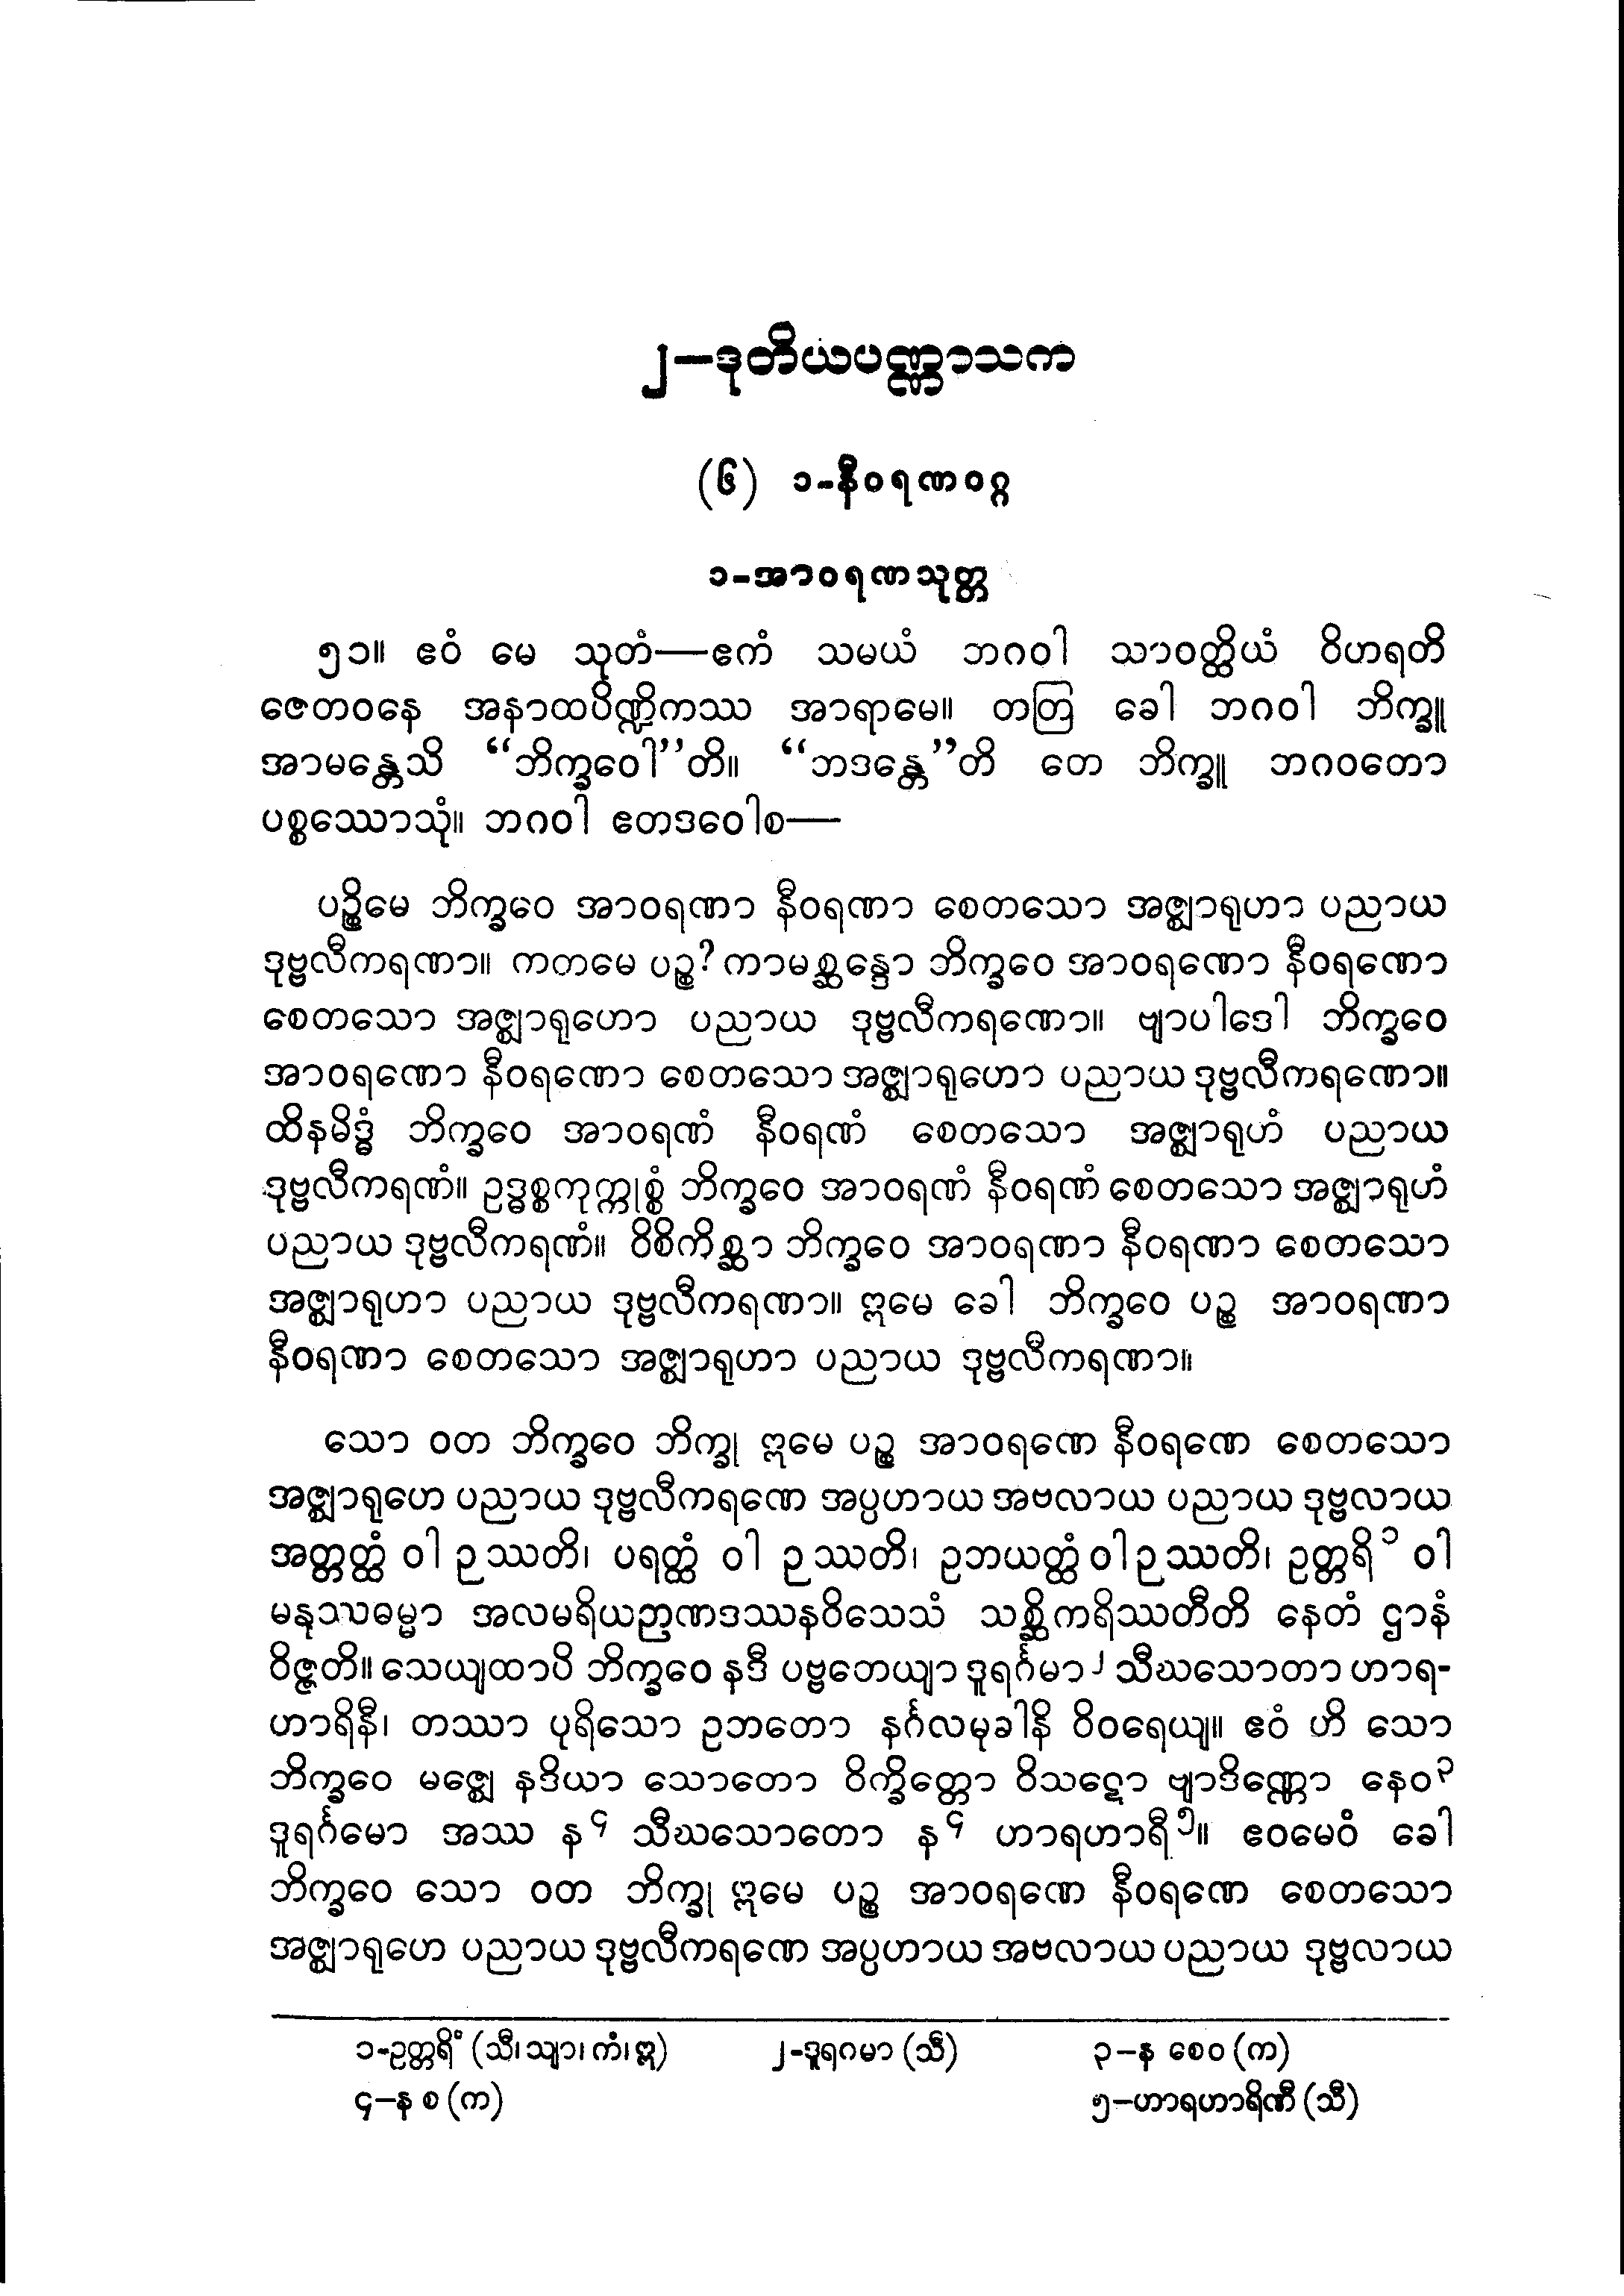 ၂—ဒုတိယပဏ္ဏာသက
(၆) ၁-နီဝရဏဝဂ္ဂ
၁-အာဝရဏသုတ္တ
၅၁။ ဧဝံ မေ သုတံ—ဧကံ သမယံ ဘဂဝါ သာဝတ္ထိယံ ဝိဟရတိ
ဇေတဝနေ အနာထပိဏ္ဍိကဿ အာရာမေ။ တတြ ခေါ ဘဂဝါ ဘိက္ခူ
အာမန္တေသိ “ဘိက္ခဝေါ”တိ။ “ဘဒန္တေ”တိ တေ ဘိက္ခူ ဘဂဝတော
ပစ္စဿောသုံ။ ဘဂဝါ ဧတဒဝေါစ—
ပဉ္စိမေ ဘိက္ခဝေ အာဝရဏာ နီဝရဏာ စေတသော အဇ္ဈာရုဟာ ပညာယ
ဒုဗ္ဗလီကရဏာ။ ကတမေ ပဉ္စ? ကာမစ္ဆန္ဒော ဘိက္ခဝေ အာဝရဏော နီဝရဏော
စေတသော အဇ္ဈာရုဟော ပညာယ ဒုဗ္ဗလီကရဏော။ ဗျာပါဒေါ ဘိက္ခဝေ
အာဝရဏော နီဝရဏော စေတသော အဇ္ဈာရုဟော ပညာယ ဒုဗ္ဗလီကရဏော။
ထိနမိဒ္ဓံ ဘိက္ခဝေ အာဝရဏံ နီဝရဏံ စေတသော အဇ္ဈာရုဟံ ပညာယ
ဒုဗ္ဗလီကရဏံ။ ဥဒ္ဓစ္စကုက္ကုစ္စံ ဘိက္ခဝေ အာဝရဏံ နီဝရဏံ စေတသော အဇ္ဈာရုဟံ
ပညာယ ဒုဗ္ဗလီကရဏံ။ ဝိစိကိစ္ဆာ ဘိက္ခဝေ အာဝရဏာ နီဝရဏာ စေတသော
အဇ္ဈာရုဟာ ပညာယ ဒုဗ္ဗလီကရဏာ။ ဣမေ ခေါ ဘိက္ခဝေ ပဉ္စ အာဝရဏာ
နီဝရဏာ စေတသော အဇ္ဈာရုဟာ ပညာယ ဒုဗ္ဗလီကရဏာ။
သော ဝတ ဘိက္ခဝေ ဘိက္ခု ဣမေ ပဉ္စ အာဝရဏေ နီဝရဏေ စေတသော
အဇ္ဈာရုဟေ ပညာယ ဒုဗ္ဗလီကရဏေ အပ္ပဟာယ အဗလာယ ပညာယ ဒုဗ္ဗလာယ
အတ္တတ္ထံ ဝါ ဉဿတိ၊ ပရတ္ထံ ဝါ ဉဿတိ၊ ဥဘယတ္ထံ ဝါ ဉဿတိ၊ ဥတ္တရိ ၁ ဝါ
မနုဿဓမ္မာ အလမရိယဉာဏဒဿနဝိသေသံ သစ္ဆိကရိဿတီတိ နေတံ ဌာနံ
ဝိဇ္ဇတိ။ သေယျထာပိ ဘိက္ခဝေ နဒီ ပဗ္ဗတေယျာ ဒူရင်္ဂမာ ၂ သီဃသောတာ ဟာရ-
ဟာရိနီ၊ တဿာ ပုရိသော ဥဘတော နင်္ဂလမုခါနိ ဝိဝရေယျ။ ဧဝံ ဟိ သော
ဘိက္ခဝေ မဇ္ဈေ နဒိယာ သောတော ဝိက္ခိတ္တော ဝိသဋော ဗျာဒိဏ္ဏော နေဝ ၃
ဒူရင်္ဂမော အဿ န ၄ သီဃသောတော န ၄ ဟာရဟာရီ ၅။ ဧဝမေဝံ ခေါ
ဘိက္ခဝေ သော ဝတ ဘိက္ခု ဣမေ ပဉ္စ အာဝရဏေ နီဝရဏေ စေတသော
အဇ္ဈာရုဟေ ပညာယ ဒုဗ္ဗလီကရဏေ အပ္ပဟာယ အဗလာယ ပညာယ ဒုဗ္ဗလာယ
၁-ဥတ္တရိံ (သီ၊ သျာ၊ ကံ၊ ဣ) ၂-ဒူရဂမာ (သီ) ၃-န စေဝ (က)
၄-န စ (က) ၅-ဟာရဟာရိဏီ (သီ)